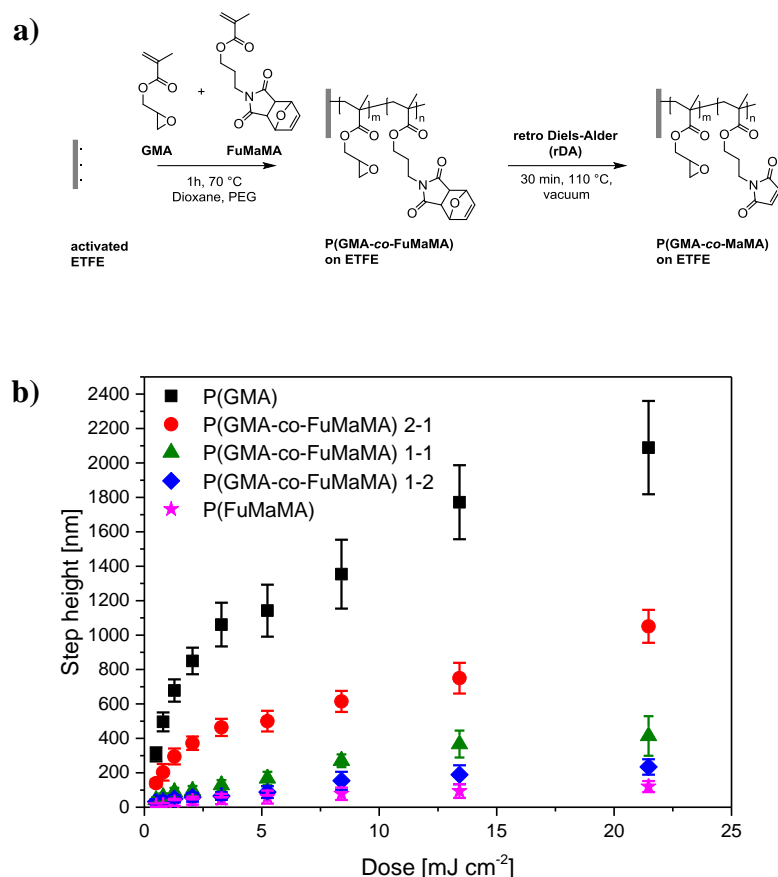 a)
O
O
O
GMA
+
O
O
N
O
O
O
FuMaMA
activated
ETFE
1h, 70 °C
Dioxane, PEG
m
n
O
O
O
O
O
O
N
O
O
O
P(GMA-co-FuMaMA)
on ETFE
retro Diels-Alder
(rDA)
30 min, 110 °C,
vacuum
m
n
O
O
O
O
O
O
N
O
O
P(GMA-co-MaMA)
on ETFE
b)
P(GMA)
P(GMA-co-FuMaMA) 2-1
P(GMA-co-FuMaMA) 1-1
P(GMA-co-FuMaMA) 1-2
P(FuMaMA)
Step height [nm]
2400
2200
2000
1800
1600
1400
1200
1000
800
600
400
200
0
0
5
10
15
20
25
Dose [mJ cm⁻²]